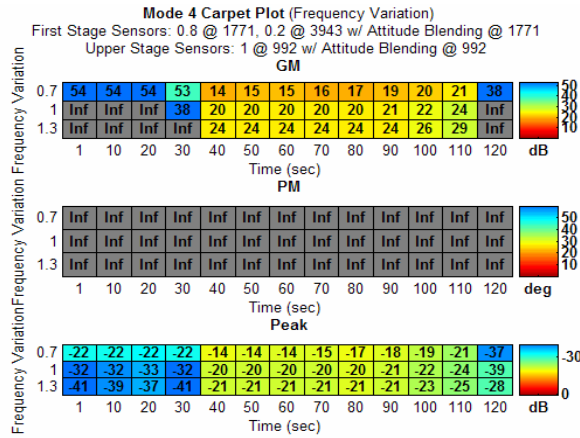 Mode 4 Carpet Plot (Frequency Variation)
First Stage Sensors: 0.8 @ 1771, 0.2 @ 3943 w/ Attitude Blending @ 1771
Upper Stage Sensors: 1 @ 992 w/ Attitude Blending @ 992
GM
Frequency Variation
0.7 54 54 54 53 14 15 15 16 17 19 20 21 38
1 Inf Inf Inf 38 20 20 20 20 21 22 24 Inf
1.3 Inf Inf Inf Inf 24 24 24 24 24 26 29 Inf
1 10 20 30 40 50 60 70 80 90 100 110 120
Time (sec)
50
40
30
20
10
dB
PM
Frequency Variation
0.7 Inf Inf Inf Inf Inf Inf Inf Inf Inf Inf Inf Inf Inf
1 Inf Inf Inf Inf Inf Inf Inf Inf Inf Inf Inf Inf Inf
1.3 Inf Inf Inf Inf Inf Inf Inf Inf Inf Inf Inf Inf Inf
1 10 20 30 40 50 60 70 80 90 100 110 120
Time (sec)
50
40
30
20
10
deg
Peak
Frequency Variation
0.7 -22 -22 -22 -22 -14 -14 -14 -15 -17 -18 -19 -21 -37
1 -32 -32 -33 -32 -20 -20 -20 -20 -21 -22 -24 -39
1.3 -41 -39 -37 -41 -21 -21 -21 -21 -21 -23 -25 -28
1 10 20 30 40 50 60 70 80 90 100 110 120
Time (sec)
-30
0
dB